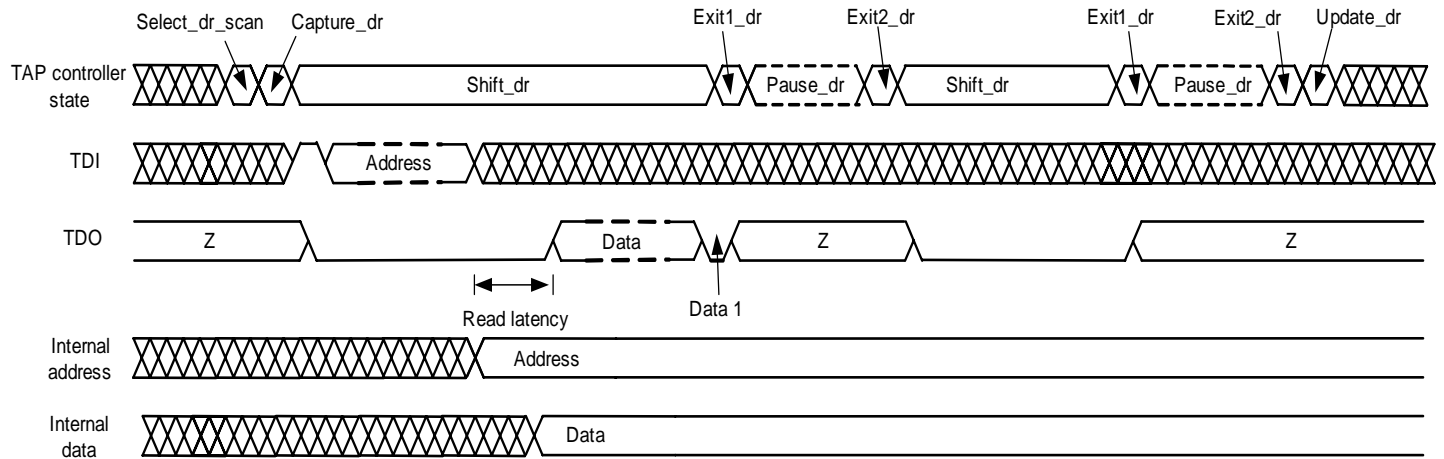 Select_dr_scan Capture_dr Exit1_dr Exit2_dr Exit1_dr Exit2_dr Update_dr
TAP controller
state
Shift_dr Pause_dr Shift_dr Pause_dr
TDI Address
TDO Z Data Z Z
Read latency
Data 1
Internal
address
Address
Internal
data
Data